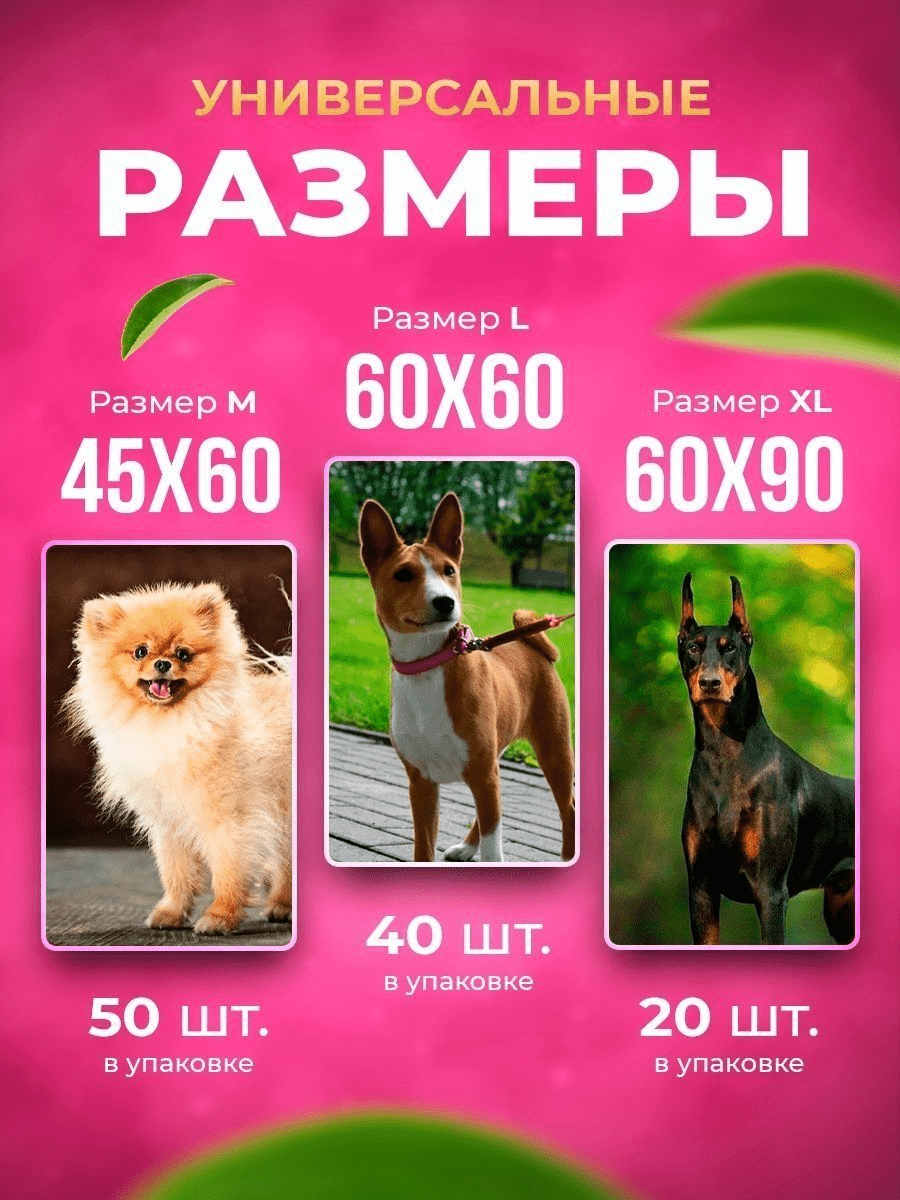 УНИВЕРСАЛЬНЫЕ
РАЗМЕРЫ
Размер M
45X60
50 шт.
в упаковке
Размер L
60X60
40 шт.
в упаковке
Размер XL
60X90
20 шт.
в упаковке